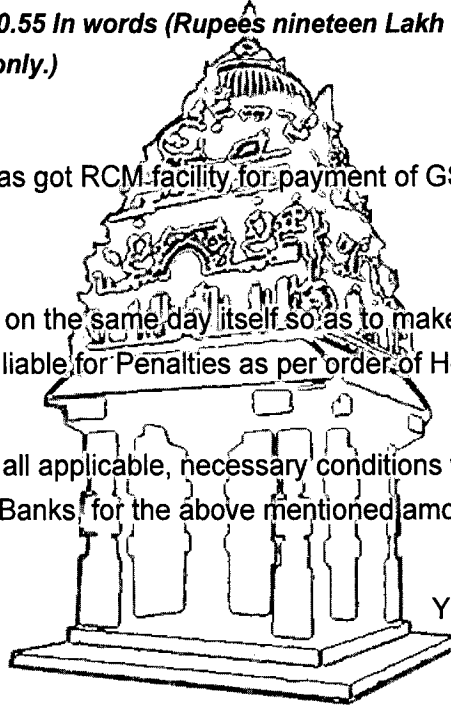 0.55 In words (Rupees nineteen Lakh
only.)
as got RCM facility for payment of GS
on the same day itself so as to make
liable for Penalties as per order of H
all applicable, necessary conditions
Banks, for the above mentioned amo
Y